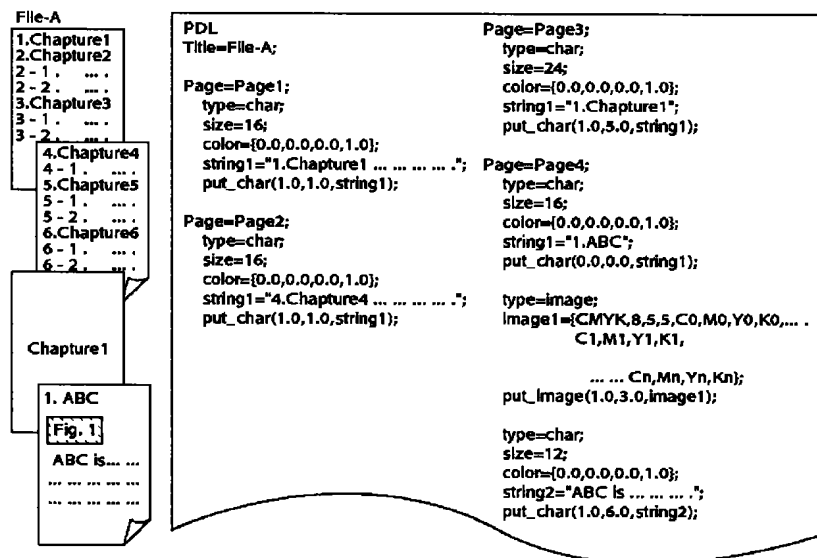 File-A
1.Chapture1
2.Chapture2
2 - 1 . ... .
2 - 2 . ... .
3.Chapture3
3 - 1 . ... .
3 - 2 . ... .
4.Chapture4
4 - 1 . ... .
5.Chapture5
5 - 1 . ... .
5 - 2 . ... .
6.Chapture6
6 - 1 . ... .
6 - 2 . ... .
Chapture1
1. ABC
Fig. 1
ABC is... ...
... ... ... ... ...
... ... ... ... ...
PDL
Title=File-A;
Page=Page1;
type=char;
size=16;
color={0.0,0.0,0.0,1.0};
string1="1.Chapture1 ... ... ... ... .";
put_char(1.0,1.0,string1);
Page=Page2;
type=char;
size=16;
color={0.0,0.0,0.0,1.0};
string1="4.Chapture4 ... ... ... ... .";
put_char(1.0,1.0,string1);
Page=Page3;
type=char;
size=24;
color={0.0,0.0,0.0,1.0};
string1="1.Chapture1";
put_char(1.0,5.0,string1);
Page=Page4;
type=char;
size=16;
color={0.0,0.0,0.0,1.0};
string1="1.ABC";
put_char(0.0,0.0,string1);
type=image;
image1={CMYK,8,5,5,C0,M0,Y0,K0,... .
C1,M1,Y1,K1,
... ... Cn,Mn,Yn,Kn};
put_image(1.0,3.0,image1);
type=char;
size=12;
color={0.0,0.0,0.0,1.0};
string2="ABC is ... ... ... .";
put_char(1.0,6.0,string2);